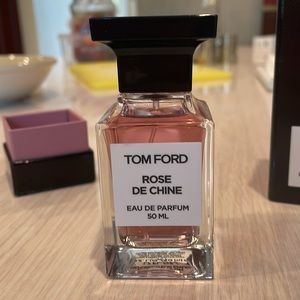 TOM FORD
ROSE
DE CHINE
EAU DE PARFUM
50 ML